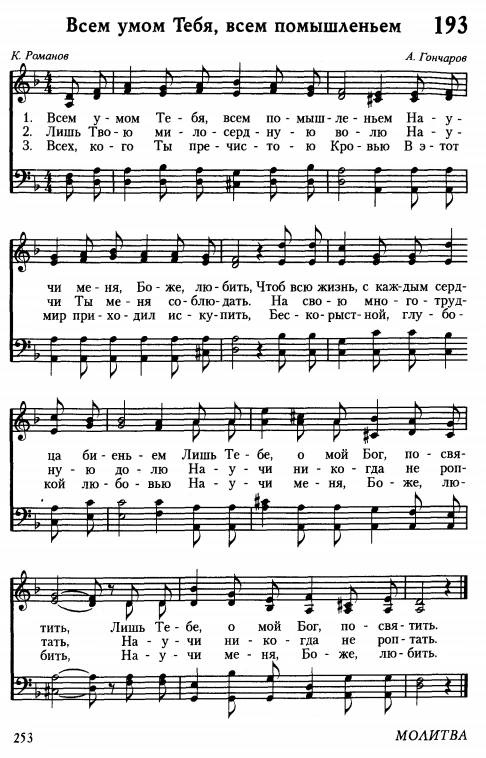 Всем умом Тебя, всем помышленьем 193
К. Романов А. Гончаров
1. Всем у - мом Те - бя, всем по - мыш - ле - ньем На - у -
2. Лишь Тво - ю ми - ло - серд - ну - ю во - лю На - у -
3. Всех, ко - го Ты пре - чис - то - ю Кро - вью В э - тот
чи ме - ня, Бо - же, лю - бить, Чтоб всю жизнь, с каж - дым серд -
чи Ты ме - ня со - блю - дать. На сво - ю мно - го - труд -
мир при - хо - дил ис - ку - пить, Бес - ко - рыст - ной, глу - бо -
ца би - ень - ем Лишь Те - бе, о мой Бог, по - свя -
ну - ю до - лю На - у - чи ни - ко - гда не роп -
кой лю - бо - вью На - у - чи ме - ня, Бо - же, лю -
тить, Лишь Те - бе, о мой Бог, по - свя - тить.
тать, На - у - чи ни - ко - гда не роп - тать.
бить, На - у - чи ме - ня, Бо - же, лю - бить.
253 МОЛИТВА